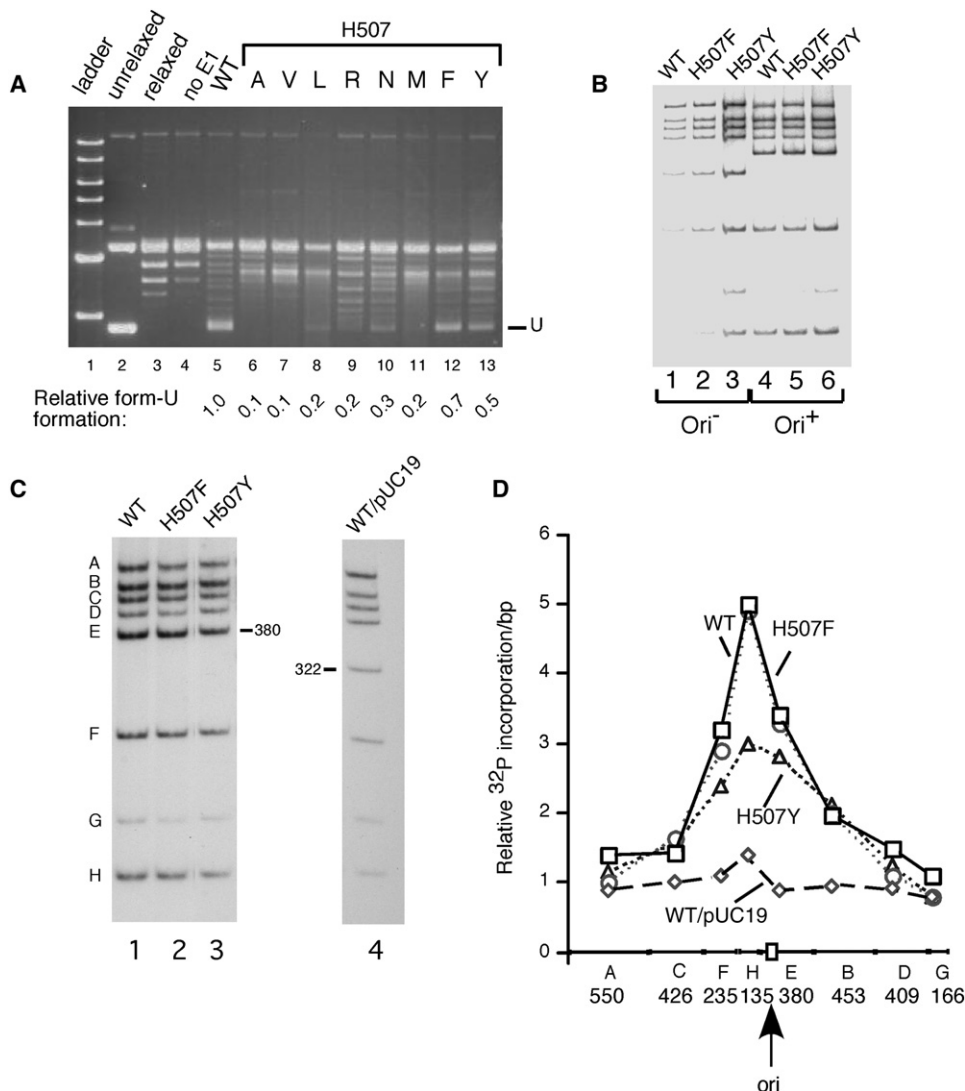 A
H507
ladder
unrelaxed
relaxed
no E1
WT
A V L R N M F Y
U
1 2 3 4 5 6 7 8 9 10 11 12 13
Relative form-U
formation:
1.0 0.1 0.1 0.2 0.2 0.3 0.2 0.7 0.5
B
WT H507F H507Y WT H507F H507Y
1 2 3 4 5 6
Ori- Ori+
C
WT H507F H507Y
WT/pUC19
A
B
C
D
E
380
322
F
G
H
1 2 3 4
D
Relative 32P incorporation/bp
6
5
4
3
2
1
0
WT
H507F
H507Y
WT/pUC19
A C F H E B D G
550 426 235 135 380 453 409 166
ori